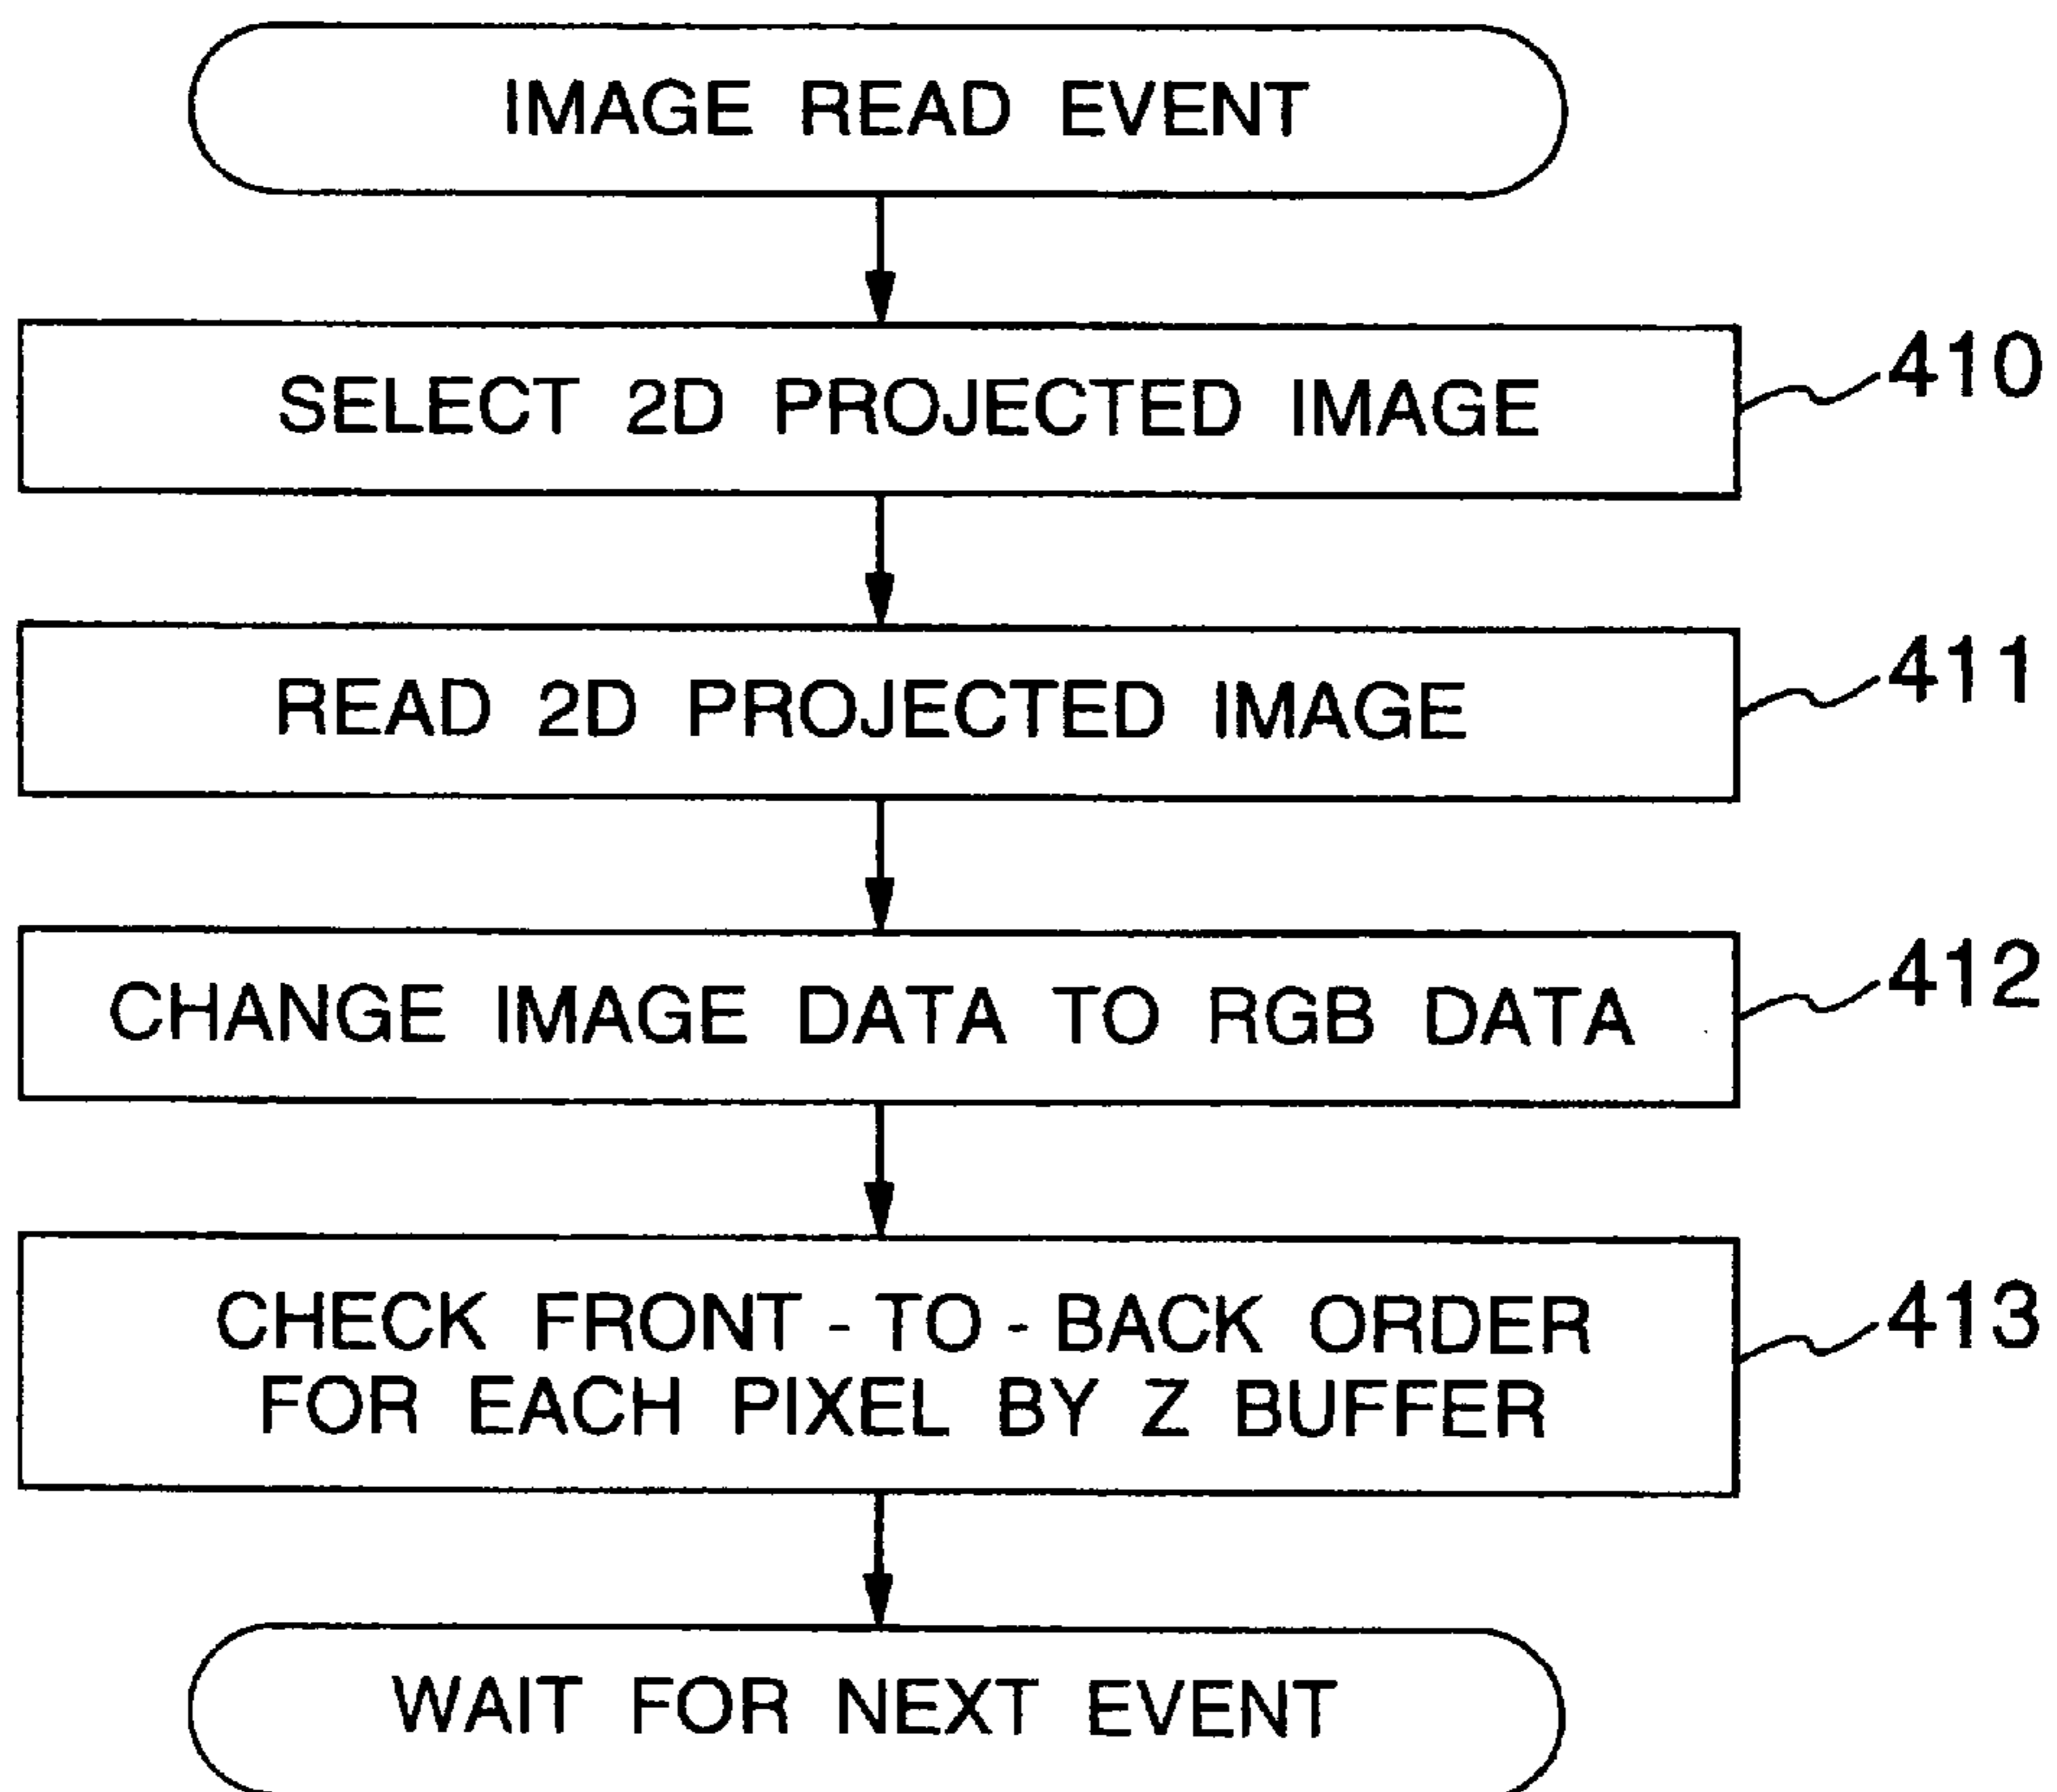 IMAGE READ EVENT
SELECT 2D PROJECTED IMAGE
410
READ 2D PROJECTED IMAGE
411
CHANGE IMAGE DATA TO RGB DATA
412
CHECK FRONT-TO-BACK ORDER
FOR EACH PIXEL BY Z BUFFER
413
WAIT FOR NEXT EVENT